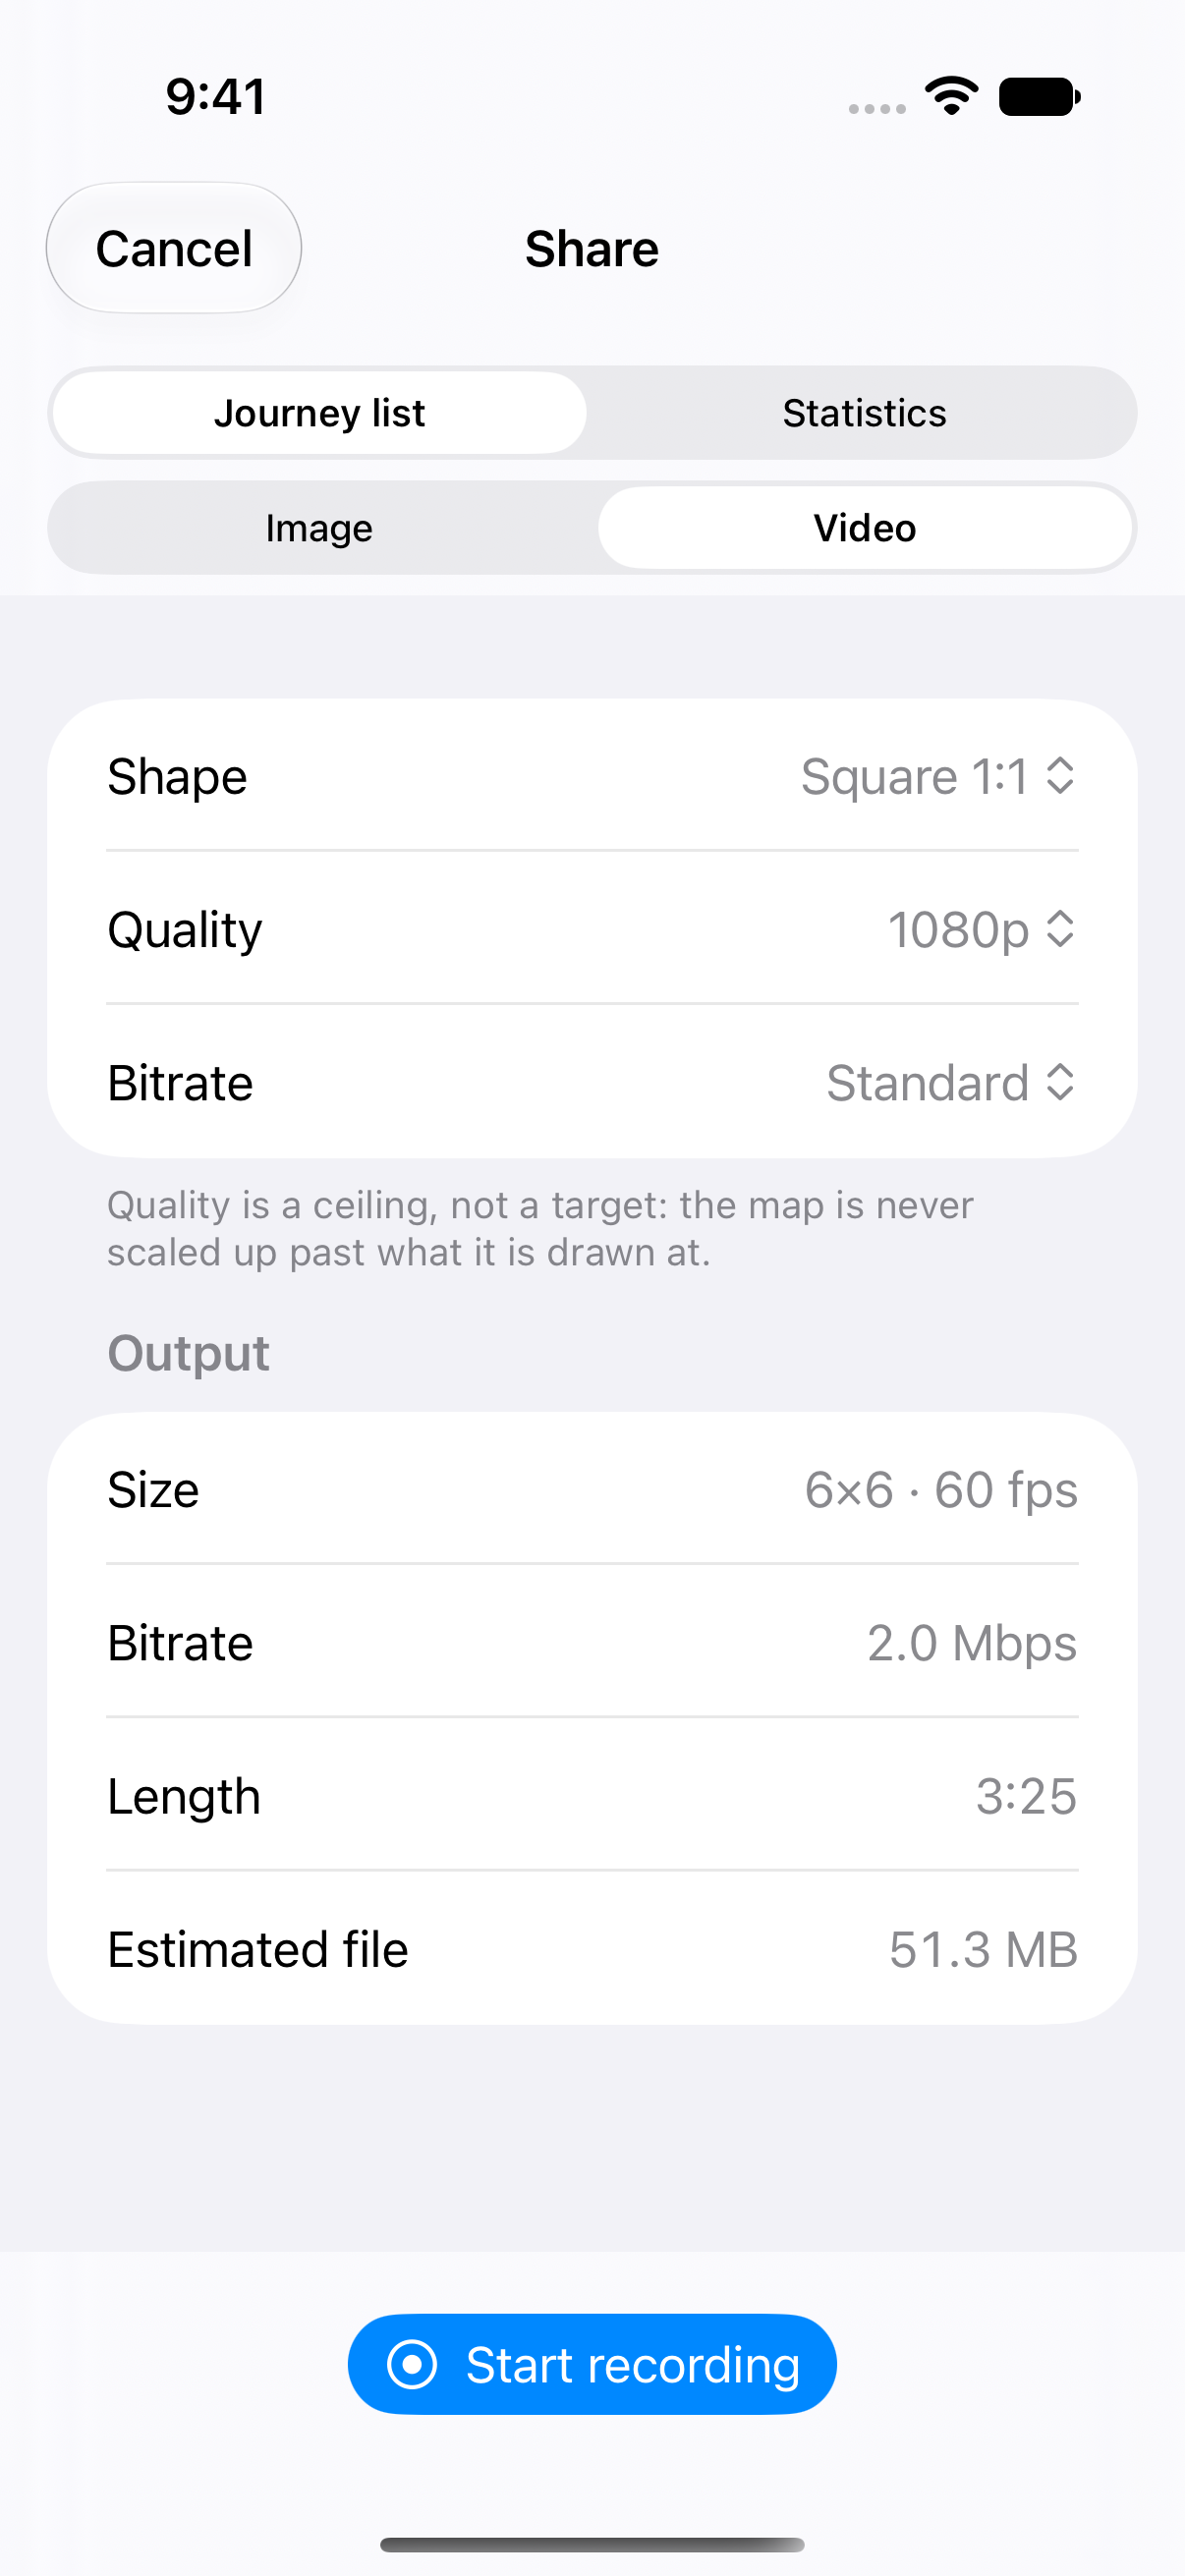 9:41
Cancel
Share
Journey list
Statistics
Image
Video
Shape
Square 1:1
Quality
1080p
Bitrate
Standard
Quality is a ceiling, not a target: the map is never
scaled up past what it is drawn at.
Output
Size
6×6 · 60 fps
Bitrate
2.0 Mbps
Length
3:25
Estimated file
51.3 MB
Start recording